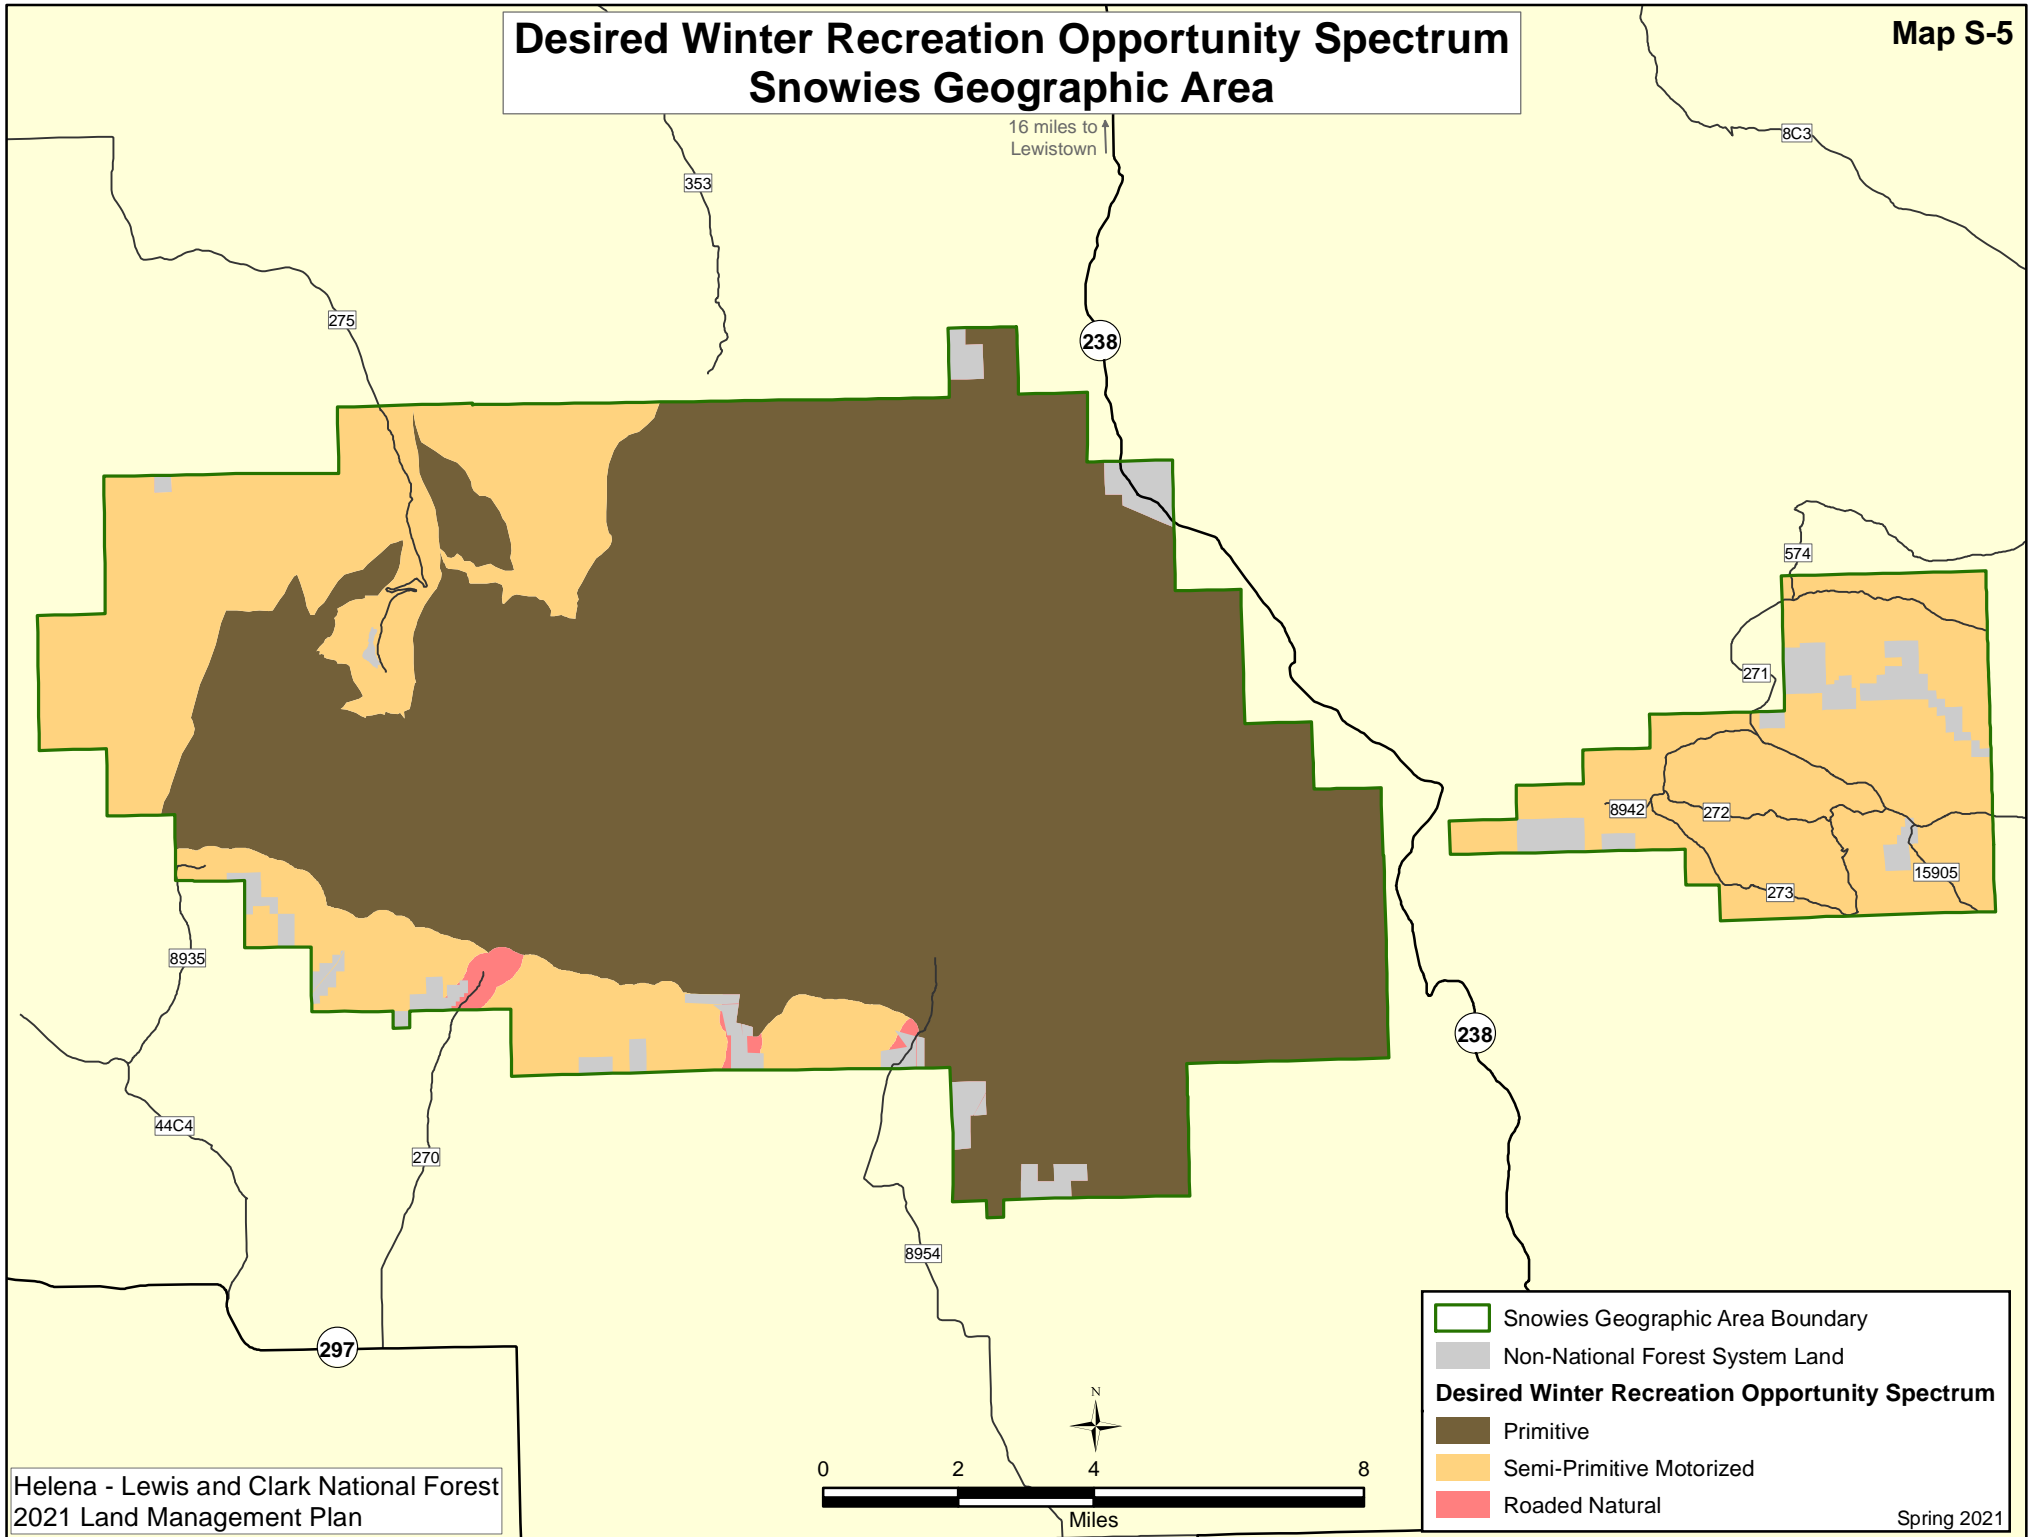 Desired Winter Recreation Opportunity Spectrum
Snowies Geographic Area
Map S-5
16 miles to
Lewistown
8C3
353
275
238
574
271
8942
272
273
15905
8935
238
44C4
270
8954
297
N
0 2 4 8
Miles
Snowies Geographic Area Boundary
Non-National Forest System Land
Desired Winter Recreation Opportunity Spectrum
Primitive
Semi-Primitive Motorized
Roaded Natural
Spring 2021
Helena - Lewis and Clark National Forest
2021 Land Management Plan